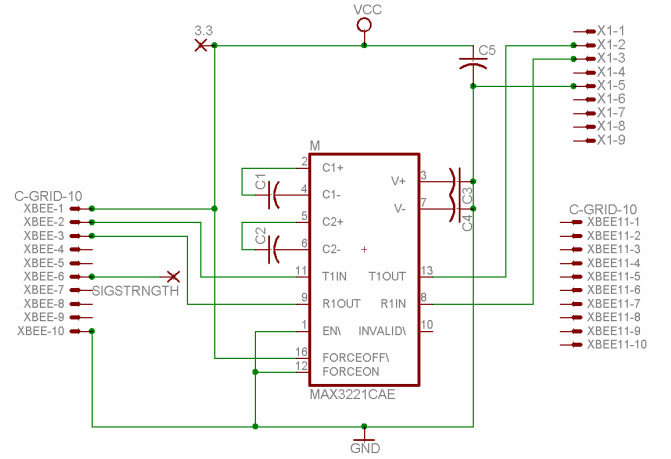 VCC
3.3
C5
X1-1
X1-2
X1-3
X1-4
X1-5
X1-6
X1-7
X1-8
X1-9
M
2 C1+
4 C1-
5 C2+
6 C2-
11 T1IN
9 R1OUT
1 EN\
16 FORCEOFF\
12 FORCEON
V+ 3
V- 7
T1OUT 13
R1IN 8
INVALID\ 10
MAX3221CAE
C1
C2
C3
C4
C-GRID-10
XBEE-1
XBEE-2
XBEE-3
XBEE-4
XBEE-5
XBEE-6
XBEE-7
XBEE-8
XBEE-9
XBEE-10
SIGSTRNGTH
C-GRID-10
XBEE11-1
XBEE11-2
XBEE11-3
XBEE11-4
XBEE11-5
XBEE11-6
XBEE11-7
XBEE11-8
XBEE11-9
XBEE11-10
GND